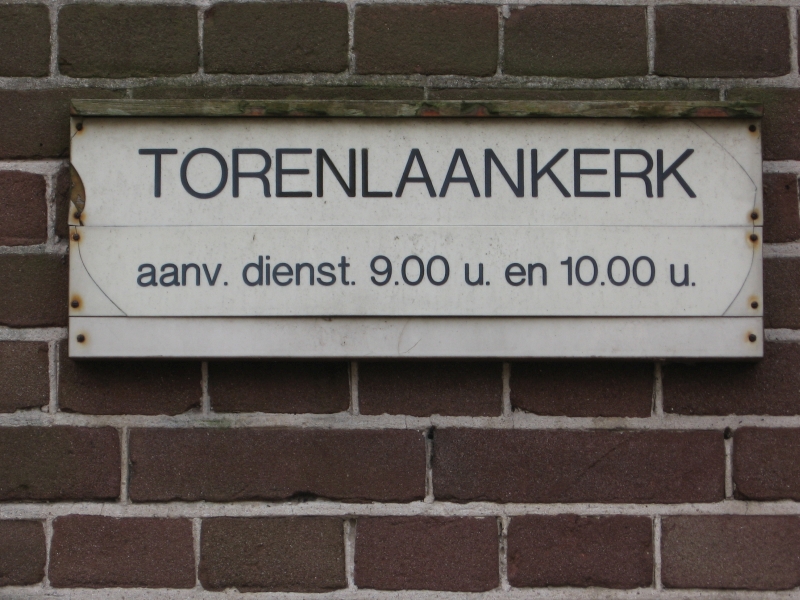 TORENLAANKERK
aanv. dienst. 9.00 u. en 10.00 u.